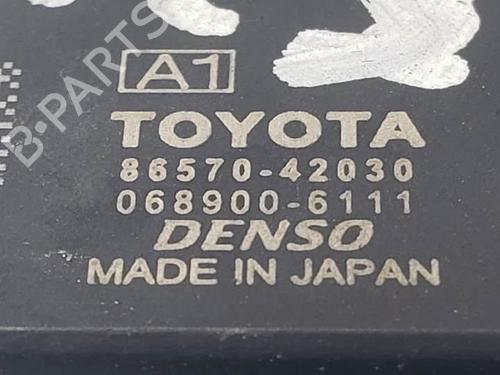 B-PARTS
A1
TOYOTA
86570-42030
068900-6111
DENSO
MADE IN JAPAN